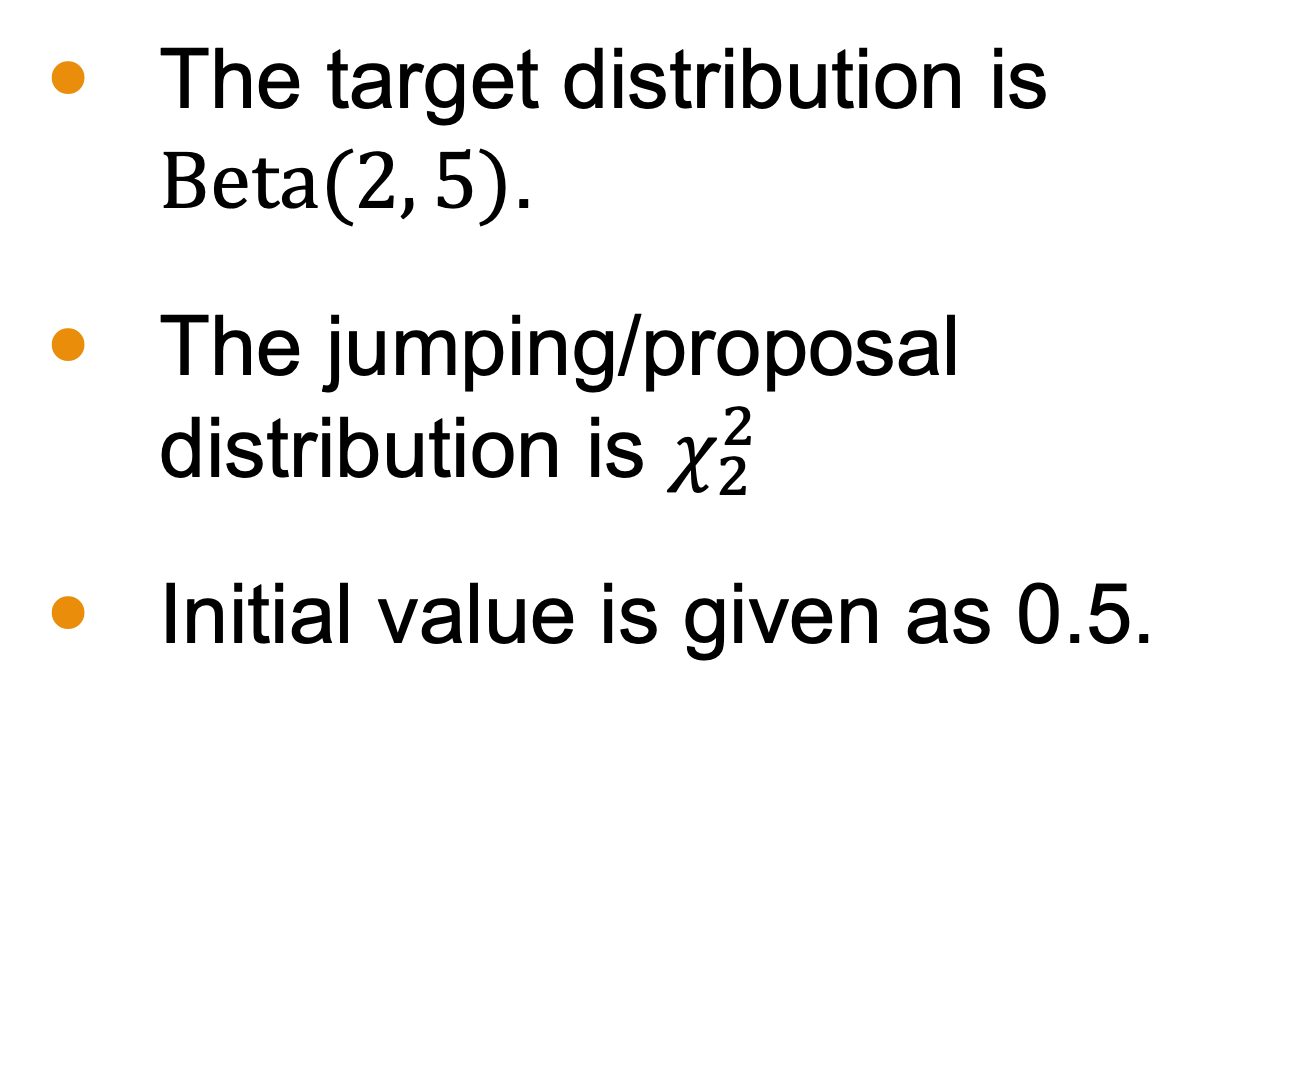 • The target distribution is
Beta(2, 5).
• The jumping/proposal
distribution is χ₂²
• Initial value is given as 0.5.